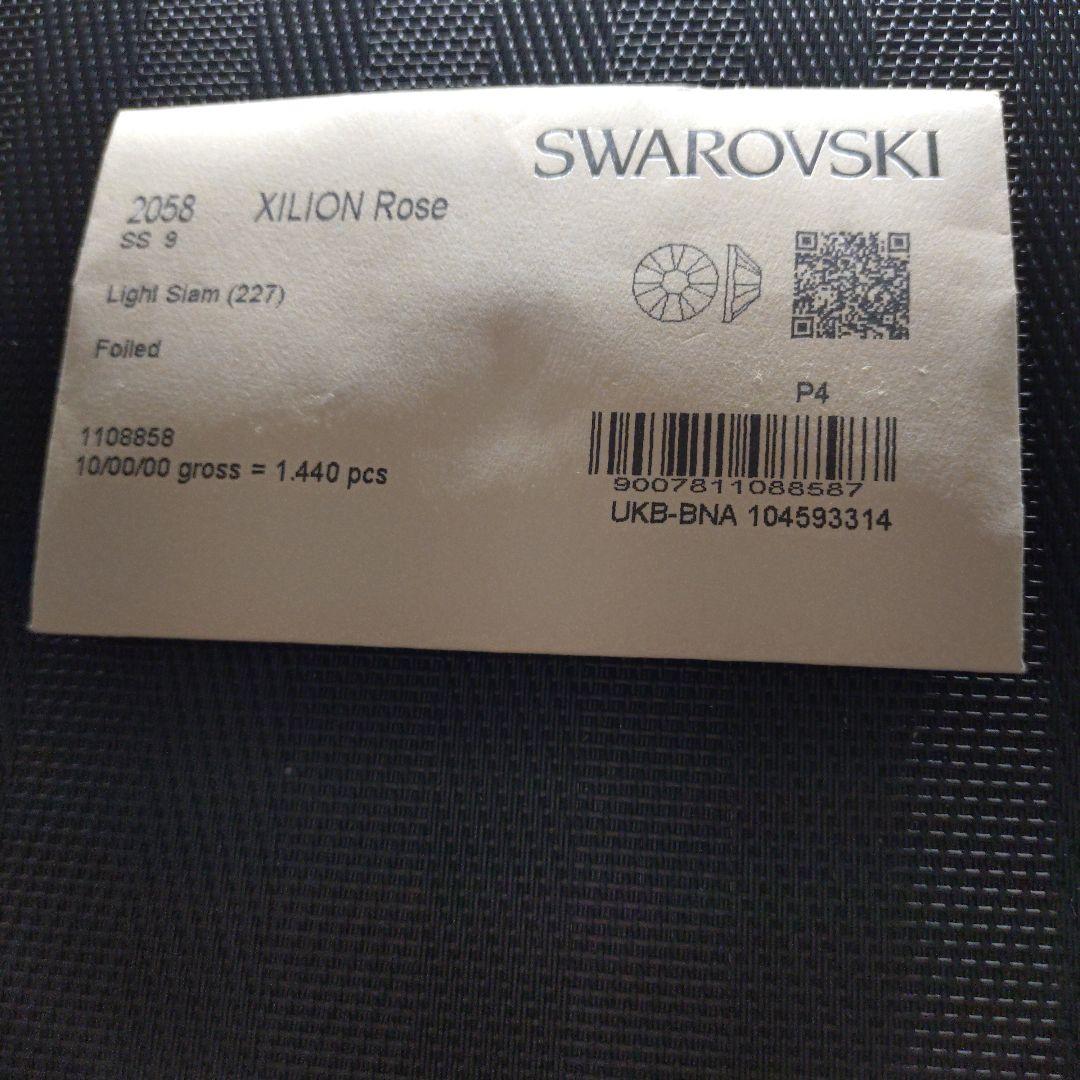 SWAROVSKI
2058 XILION Rose
SS 9
Light Siam (227)
Foiled
P4
1108858
10/00/00 gross = 1.440 pcs
9007811088587
UKB-BNA 104593314